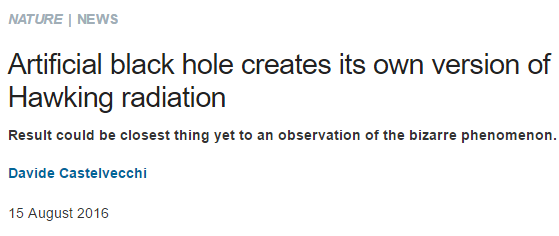 NATURE | NEWS
Artificial black hole creates its own version of
Hawking radiation
Result could be closest thing yet to an observation of the bizarre phenomenon.
Davide Castelvecchi
15 August 2016